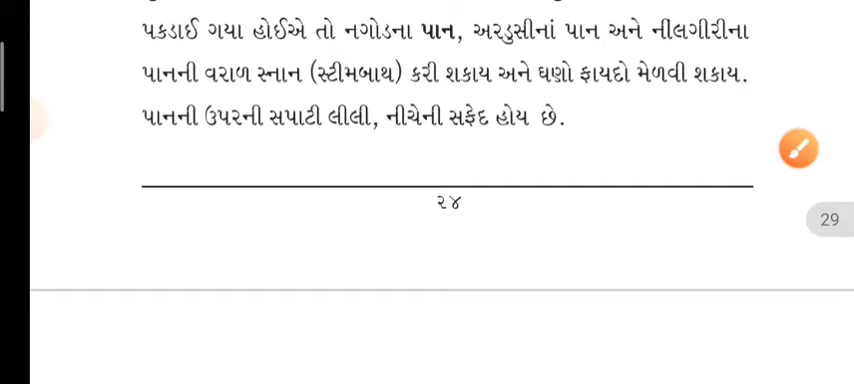 પકડાઈ ગયા હોઈએ તો નગોડના પાન, અરડુસીનાં પાન અને નીલગીરીના
પાનની વરાળ સ્નાન (સ્ટીમબાથ) કરી શકાય અને ઘણો ફાયદો મેળવી શકાય.
પાનની ઉપરની સપાટી લીલી, નીચેની સફેદ હોય છે.
૨૪
29